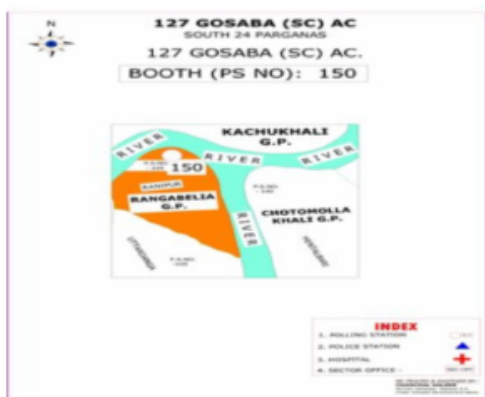 N
127 GOSABA (SC) AC
SOUTH 24 PARGANAS
127 GOSABA (SC) AC.
BOOTH (PS NO): 150
KACHUKHALI
G.P.
RIVER
RIVER
RIVER
150
RANIPUR
RANGABELIA
G.P.
CHOTOMOLLA
KHALI G.P.
RIVER
INDEX
1. POLLING STATION
2. POLICE STATION
3. HOSPITAL
4. SECTOR OFFICE -